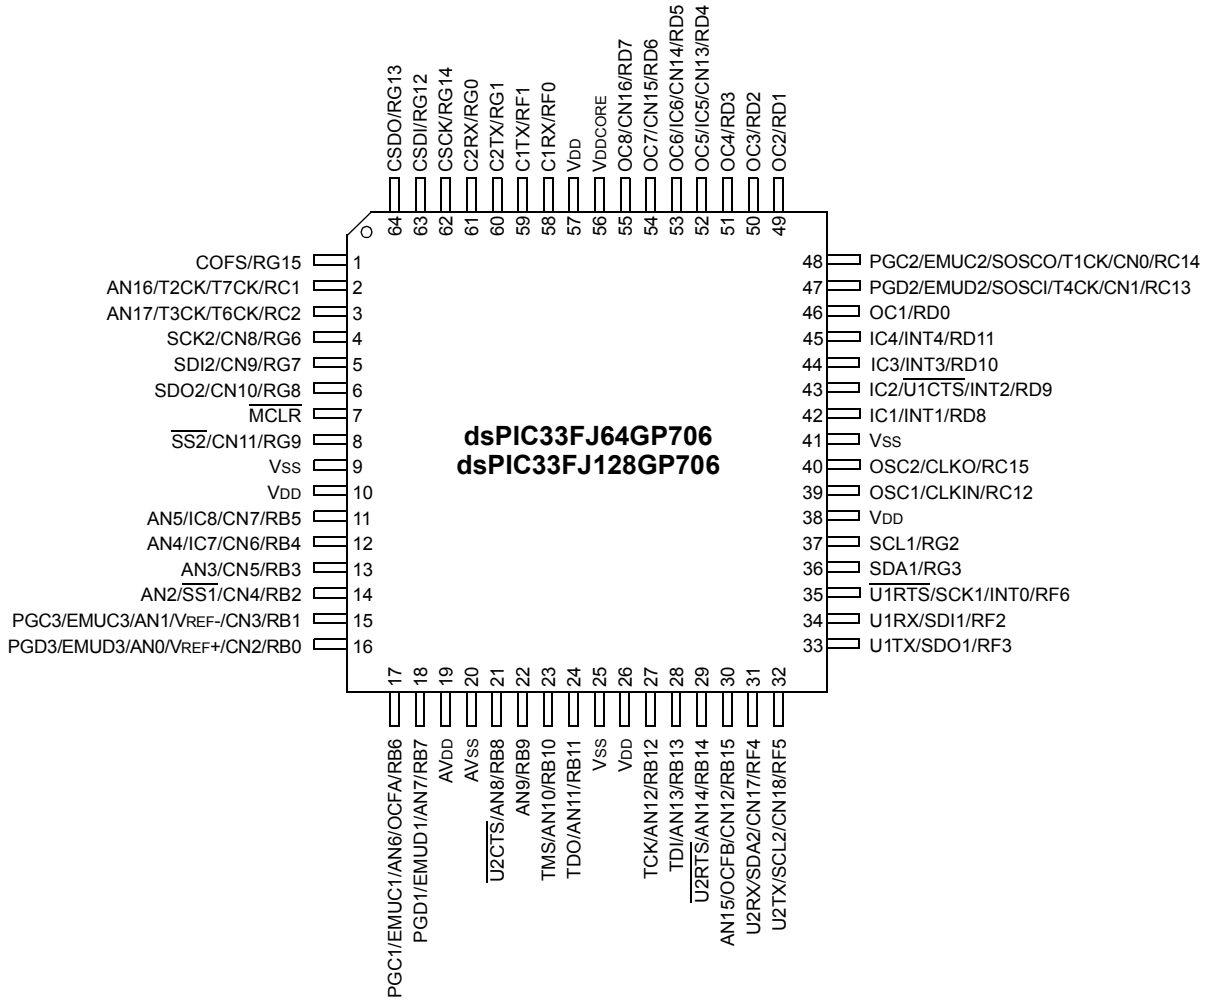 CSDO/RG13
CSDI/RG12
CSCK/RG14
C2RX/RG0
C2TX/RG1
C1TX/RF1
C1RX/RF0
VDD
VDDCORE
OC8/CN16/RD7
OC7/CN15/RD6
OC6/IC6/CN14/RD5
OC5/IC5/CN13/RD4
OC4/RD3
OC3/RD2
OC2/RD1
64 63 62 61 60 59 58 57 56 55 54 53 52 51 50 49
COFS/RG15 1
AN16/T2CK/T7CK/RC1 2
AN17/T3CK/T6CK/RC2 3
SCK2/CN8/RG6 4
SDI2/CN9/RG7 5
SDO2/CN10/RG8 6
MCLR 7
SS2/CN11/RG9 8
VSS 9
VDD 10
AN5/IC8/CN7/RB5 11
AN4/IC7/CN6/RB4 12
AN3/CN5/RB3 13
AN2/SS1/CN4/RB2 14
PGC3/EMUC3/AN1/VREF-/CN3/RB1 15
PGD3/EMUD3/AN0/VREF+/CN2/RB0 16
dsPIC33FJ64GP706
dsPIC33FJ128GP706
48 PGC2/EMUC2/SOSCO/T1CK/CN0/RC14
47 PGD2/EMUD2/SOSCI/T4CK/CN1/RC13
46 OC1/RD0
45 IC4/INT4/RD11
44 IC3/INT3/RD10
43 IC2/U1CTS/INT2/RD9
42 IC1/INT1/RD8
41 VSS
40 OSC2/CLKO/RC15
39 OSC1/CLKIN/RC12
38 VDD
37 SCL1/RG2
36 SDA1/RG3
35 U1RTS/SCK1/INT0/RF6
34 U1RX/SDI1/RF2
33 U1TX/SDO1/RF3
17 18 19 20 21 22 23 24 25 26 27 28 29 30 31 32
PGC1/EMUC1/AN6/OCFA/RB6
PGD1/EMUD1/AN7/RB7
AVDD
AVSS
U2CTS/AN8/RB8
AN9/RB9
TMS/AN10/RB10
TDO/AN11/RB11
VSS
VDD
TCK/AN12/RB12
TDI/AN13/RB13
U2RTS/AN14/RB14
AN15/OCFB/CN12/RB15
U2RX/SDA2/CN17/RF4
U2TX/SCL2/CN18/RF5